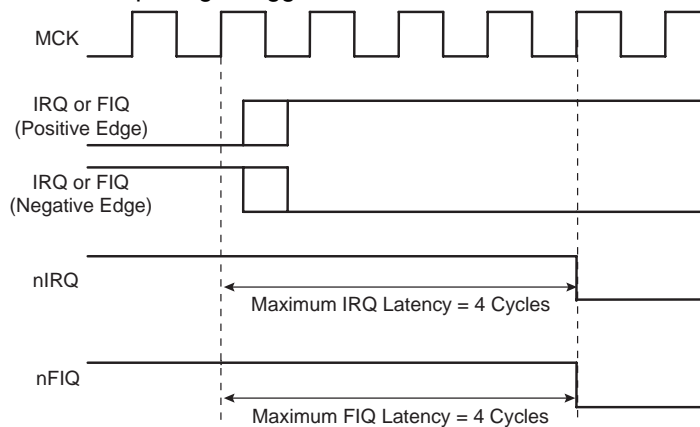 MCK
IRQ or FIQ
(Positive Edge)
IRQ or FIQ
(Negative Edge)
nIRQ
Maximum IRQ Latency = 4 Cycles
nFIQ
Maximum FIQ Latency = 4 Cycles